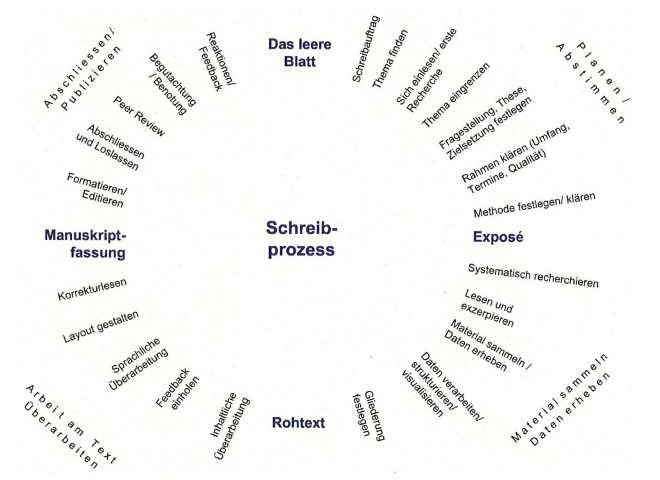 Das leere
Blatt
Schreibauftrag
Thema finden
Sich einlesen/ erste
Recherche
Thema eingrenzen
Fragestellung, These,
Zielsetzung festlegen
Rahmen klären (Umfang,
Termine, Qualität)
Methode festlegen/ klären
Planen/
Abstimmen
Exposé
Systematisch recherchieren
Lesen und
exzerpieren
Material sammeln /
Daten erheben
Daten verarbeiten/
strukturieren/
visualisieren
Gliederung
festlegen
Material sammeln
Daten erheben
Rohtext
Inhaltliche
Überarbeitung
Feedback
einholen
Sprachliche
Überarbeitung
Layout gestalten
Korrekturlesen
Arbeit am Text
Überarbeiten
Manuskript-
fassung
Formatieren/
Editieren
Abschliessen
und Loslassen
Peer Review
Begutachtung
/ Benotung
Reaktionen/
Feedback
Abschliessen/
Publizieren
Schreib-
prozess